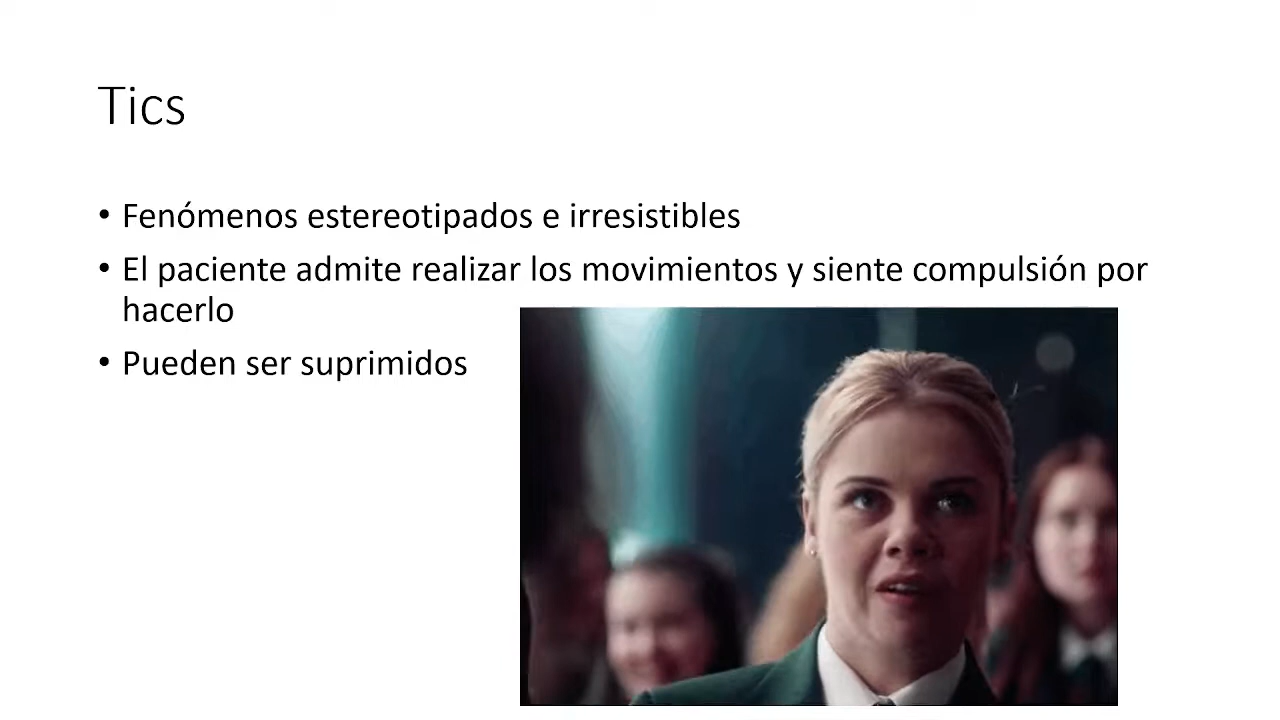 Tics
• Fenómenos estereotipados e irresistibles
• El paciente admite realizar los movimientos y siente compulsión por
hacerlo
• Pueden ser suprimidos